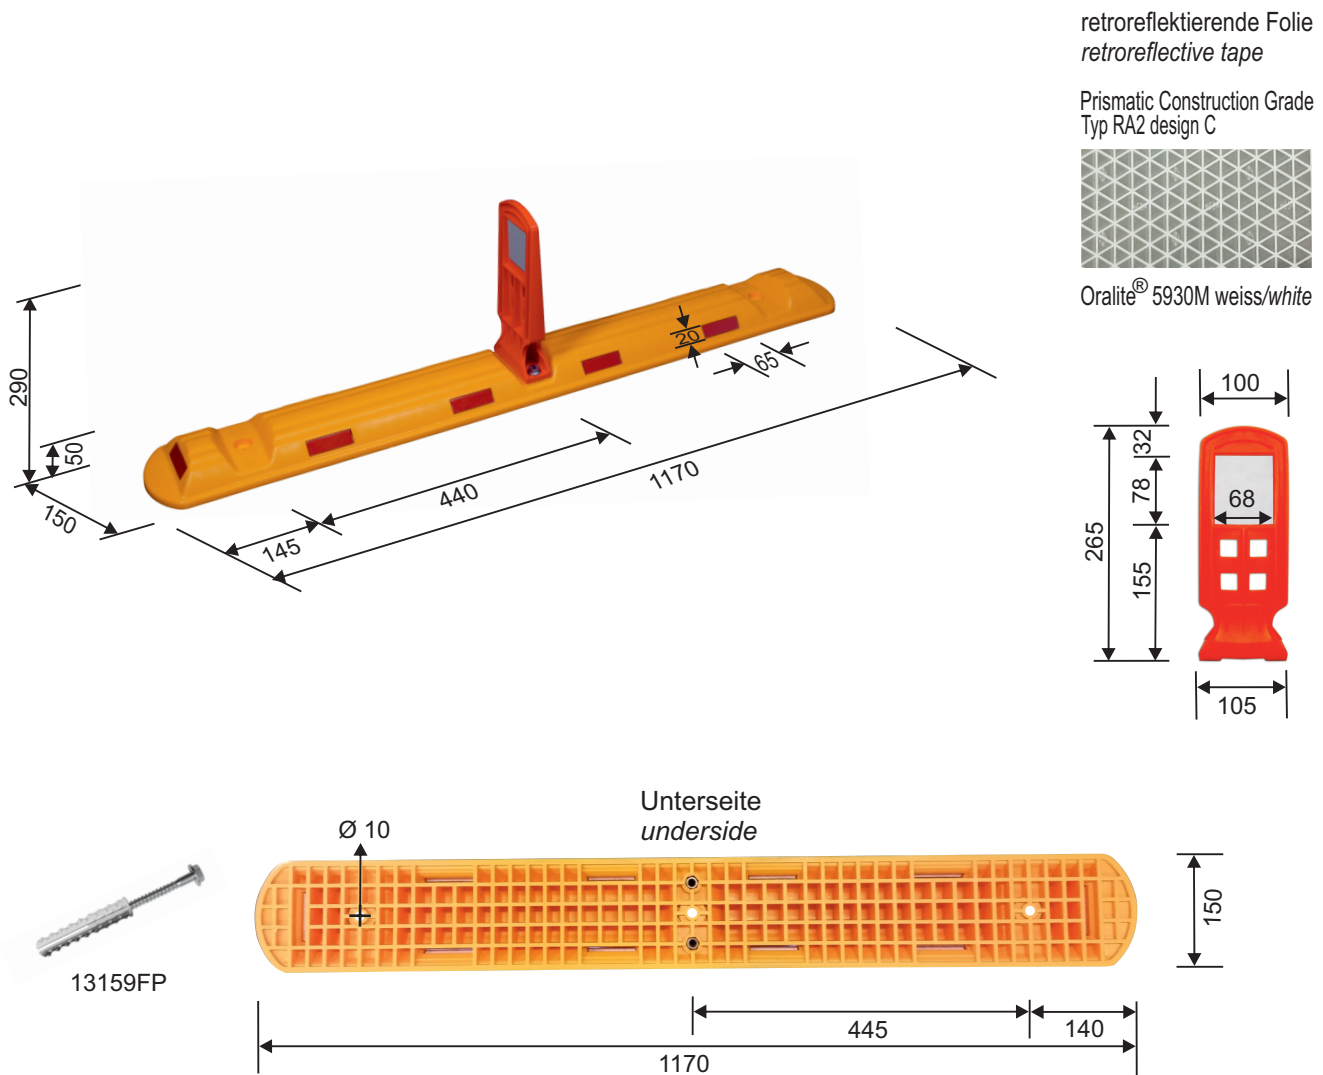 retroreflektierende Folie
retroreflective tape
Prismatic Construction Grade
Typ RA2 design C
Oralite® 5930M weiss/white
290
50
150
145
440
1170
20
65
100
32
78
68
265
155
105
Unterseite
underside
Ø 10
13159FP
150
445
140
1170